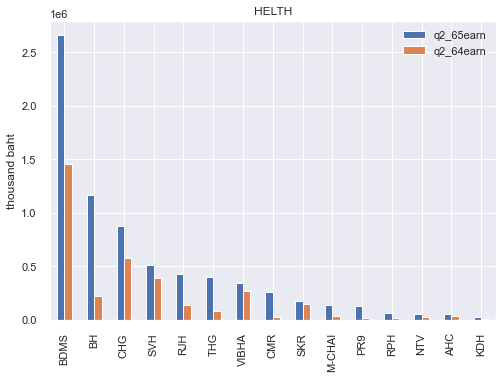 HELTH
1e6
q2_65earn
q2_64earn
thousand baht
2.5
2.0
1.5
1.0
0.5
0.0
BDMS
BH
CHG
SVH
RJH
THG
VIBHA
CMR
SKR
M-CHAI
PR9
RPH
NTV
AHC
KDH